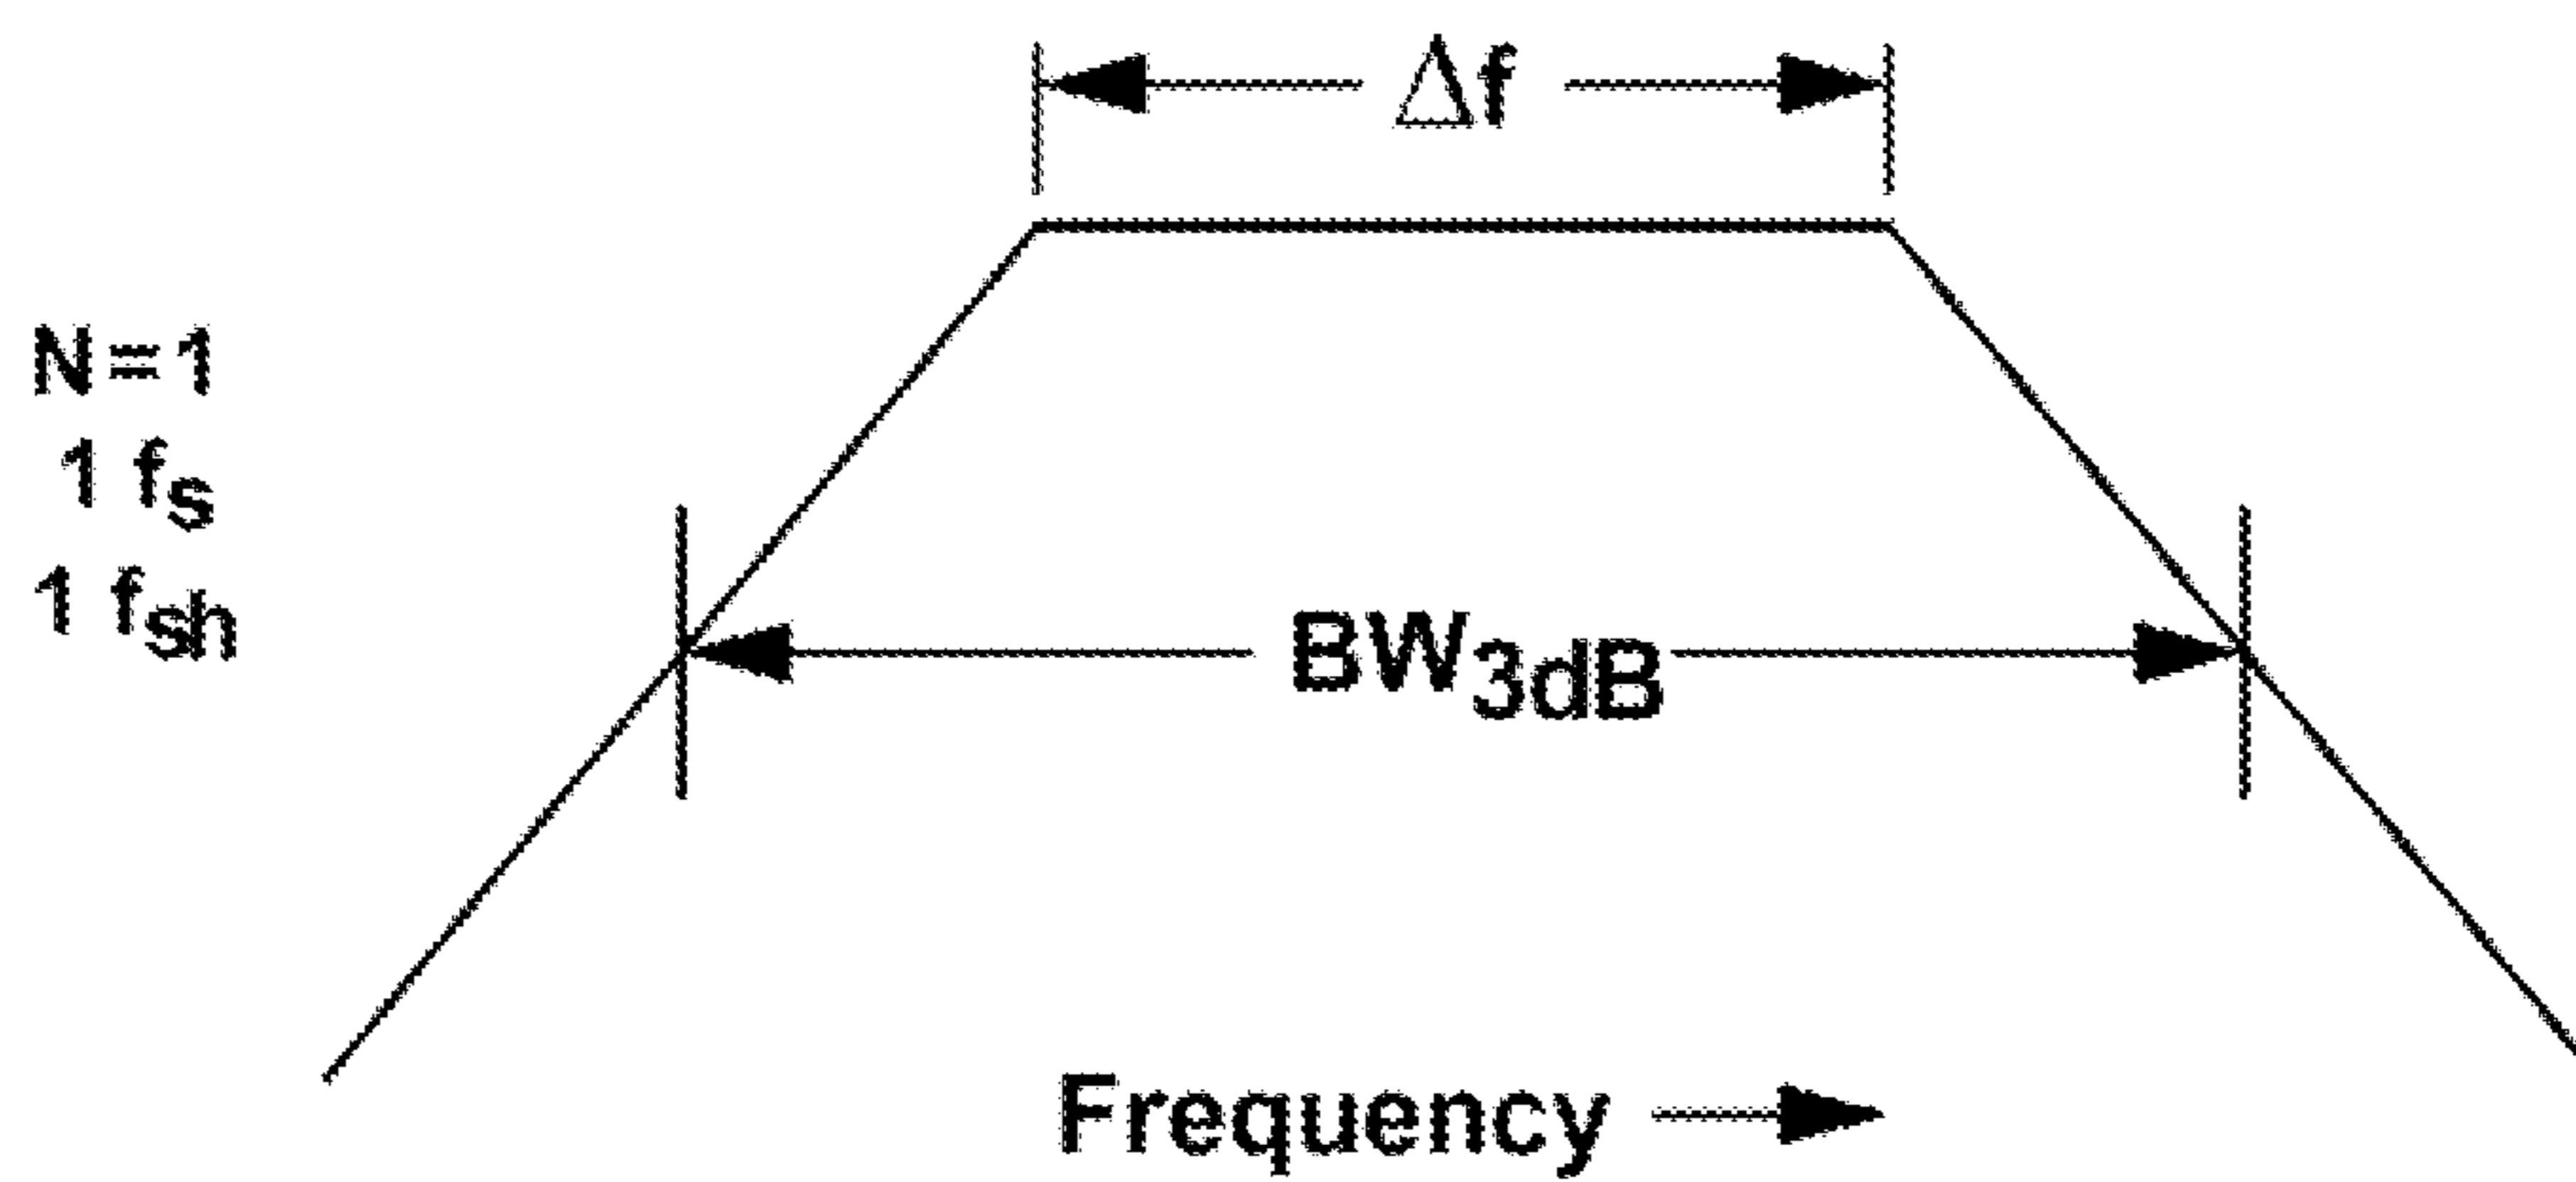 Δf
N=1
1 fs
1 fsh
BW3dB
Frequency